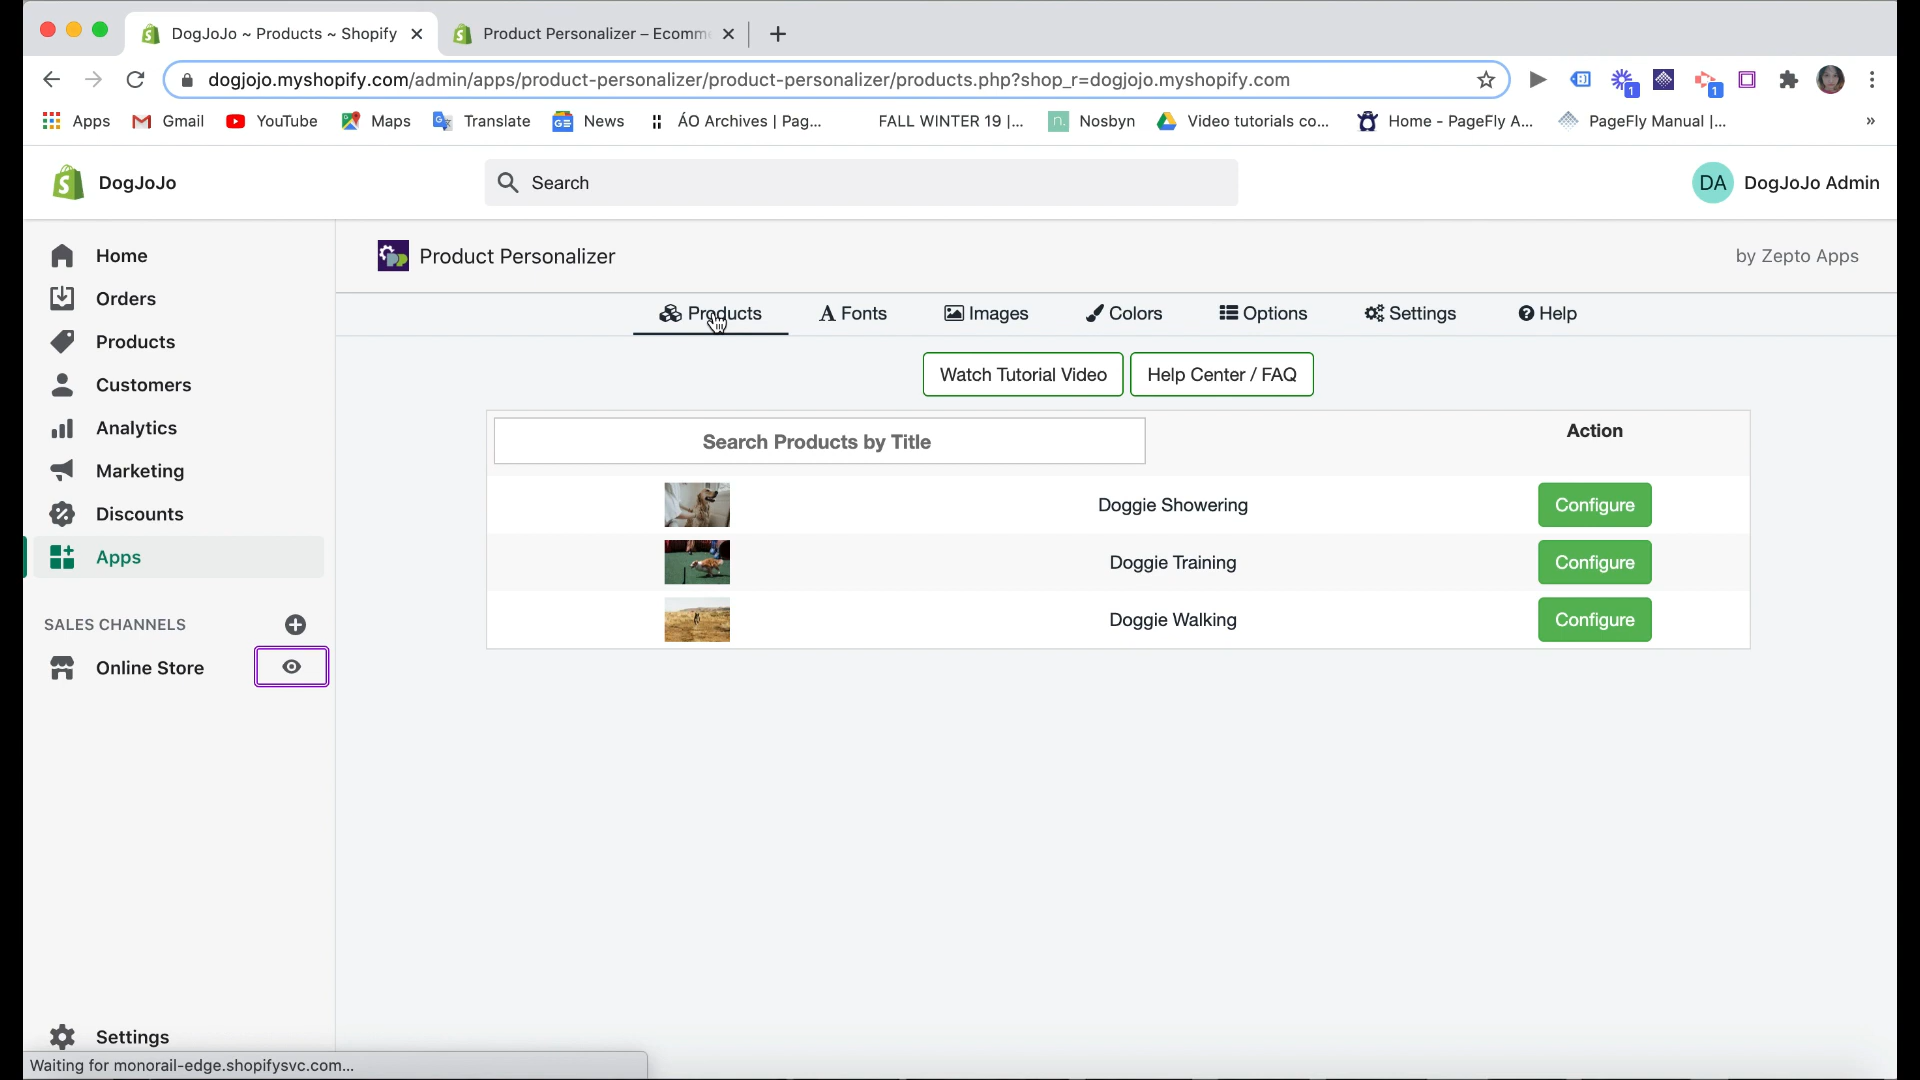 DogJoJo ~ Products ~ Shopify
Product Personalizer – Ecomm
dogjojo.myshopify.com/admin/apps/product-personalizer/product-personalizer/products.php?shop_r=dogjojo.myshopify.com
1
1
Apps
Gmail
YouTube
Maps
Translate
News
ÁO Archives | Pag...
FALL WINTER 19 |...
n.
Nosbyn
Video tutorials co...
Home - PageFly A...
PageFly Manual |...
»
DogJoJo
Search
DA
DogJoJo Admin
Home
Orders
Products
Customers
Analytics
Marketing
Discounts
Apps
SALES CHANNELS
Online Store
Settings
Product Personalizer
by Zepto Apps
Products
Fonts
Images
Colors
Options
Settings
Help
Watch Tutorial Video
Help Center / FAQ
Search Products by Title
Action
Doggie Showering
Configure
Doggie Training
Configure
Doggie Walking
Configure
Waiting for monorail-edge.shopifysvc.com...